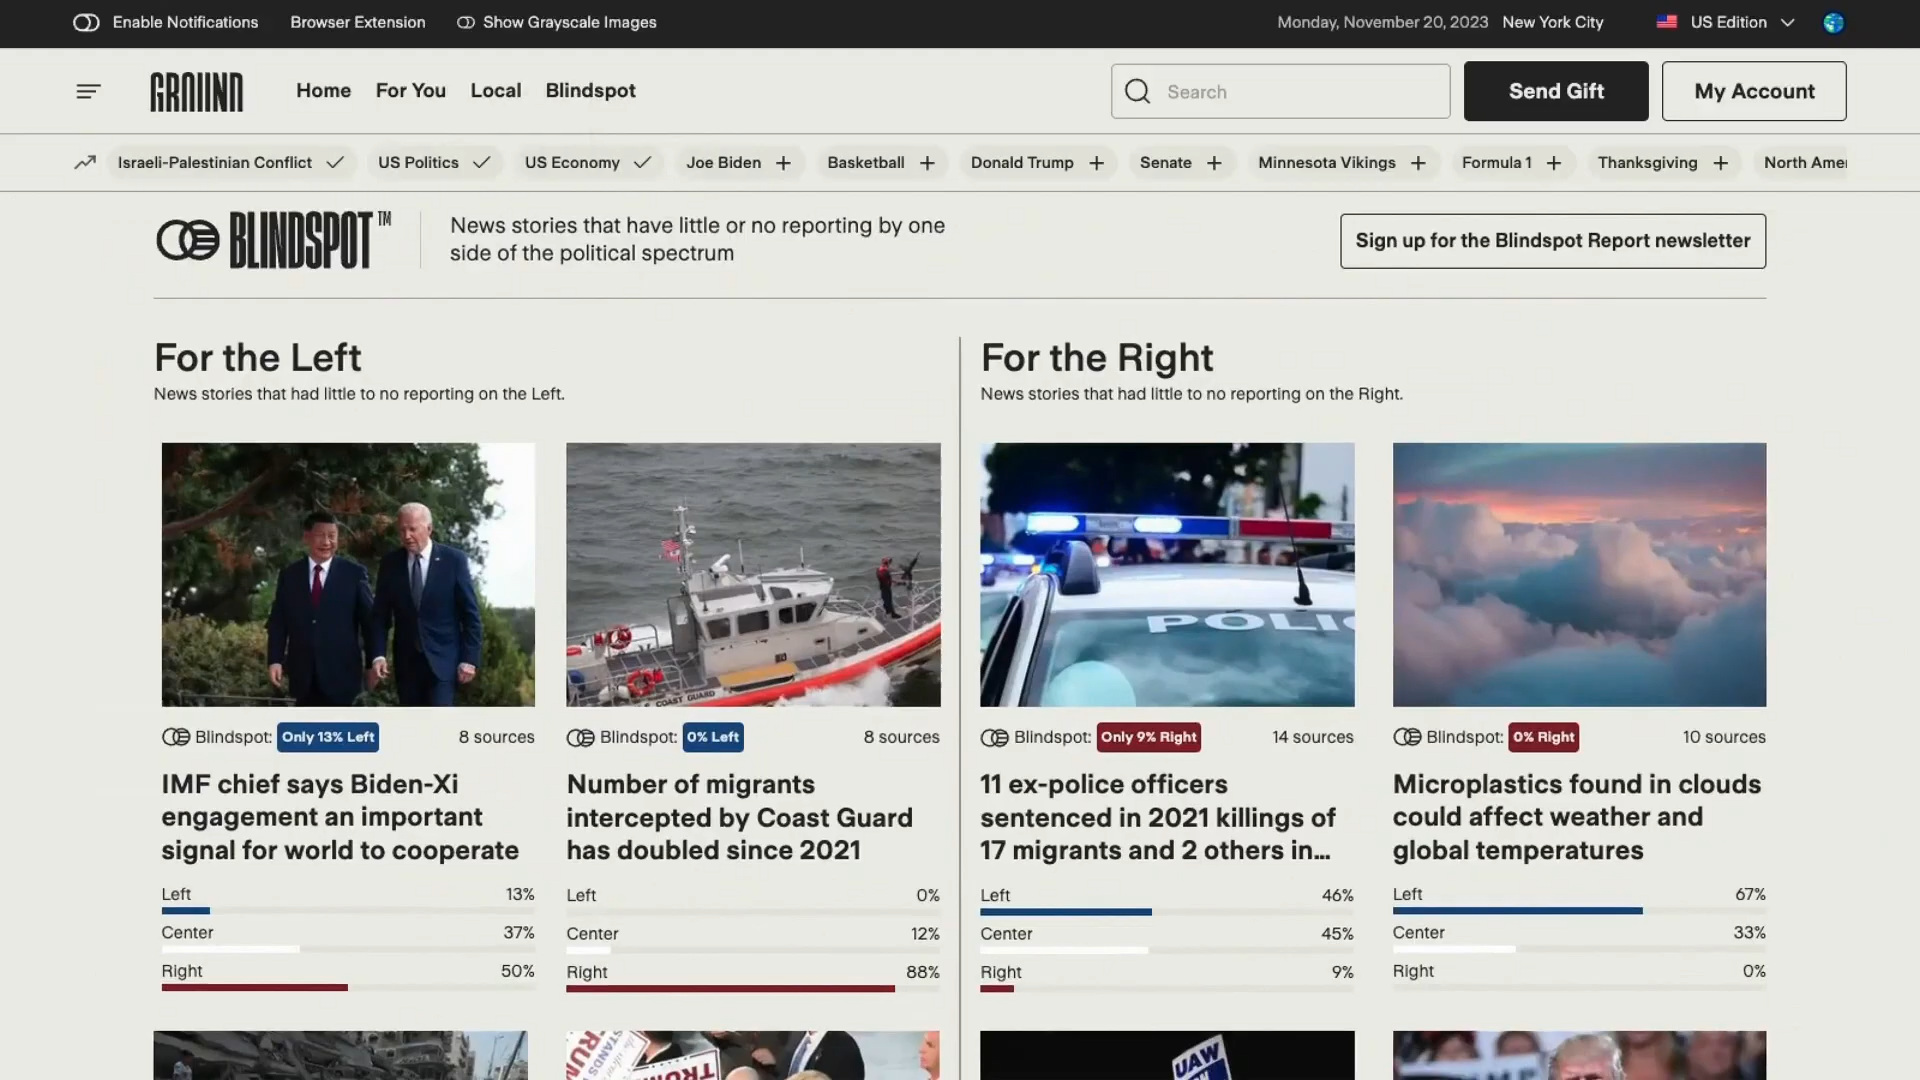 Enable Notifications Browser Extension Show Grayscale Images Monday, November 20, 2023 New York City US Edition
GROUND Home For You Local Blindspot Search Send Gift My Account
Israeli-Palestinian Conflict US Politics US Economy Joe Biden Basketball Donald Trump Senate Minnesota Vikings Formula 1 Thanksgiving North Amer
BLINDSPOT™
News stories that have little or no reporting by one
side of the political spectrum
Sign up for the Blindspot Report newsletter
For the Left
News stories that had little to no reporting on the Left.
POLIC
COAST GUARD
Blindspot: Only 13% Left 8 sources
IMF chief says Biden-Xi
engagement an important
signal for world to cooperate
Left 13%
Center 37%
Right 50%
Blindspot: 0% Left 8 sources
Number of migrants
intercepted by Coast Guard
has doubled since 2021
Left 0%
Center 12%
Right 88%
For the Right
News stories that had little to no reporting on the Right.
Blindspot: Only 9% Right 14 sources
11 ex-police officers
sentenced in 2021 killings of
17 migrants and 2 others in...
Left 46%
Center 45%
Right 9%
Blindspot: 0% Right 10 sources
Microplastics found in clouds
could affect weather and
global temperatures
Left 67%
Center 33%
Right 0%
TRUM
STANDS
TROM
UAW